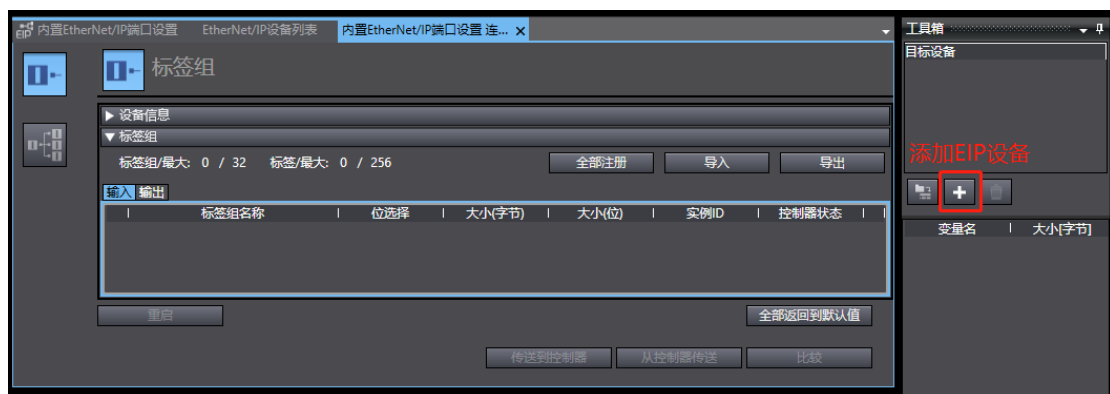 EIP 内置EtherNet/IP端口设置 EtherNet/IP设备列表 内置EtherNet/IP端口设置 连... x
工具箱
目标设备
标签组
设备信息
标签组
标签组/最大: 0 / 32 标签/最大: 0 / 256 全部注册 导入 导出
添加EIP设备
输入 输出
标签组名称 位选择 大小(字节) 大小(位) 实例ID 控制器状态
变量名 大小[字节]
重启 全部返回到默认值
传送到控制器 从控制器传送 比较